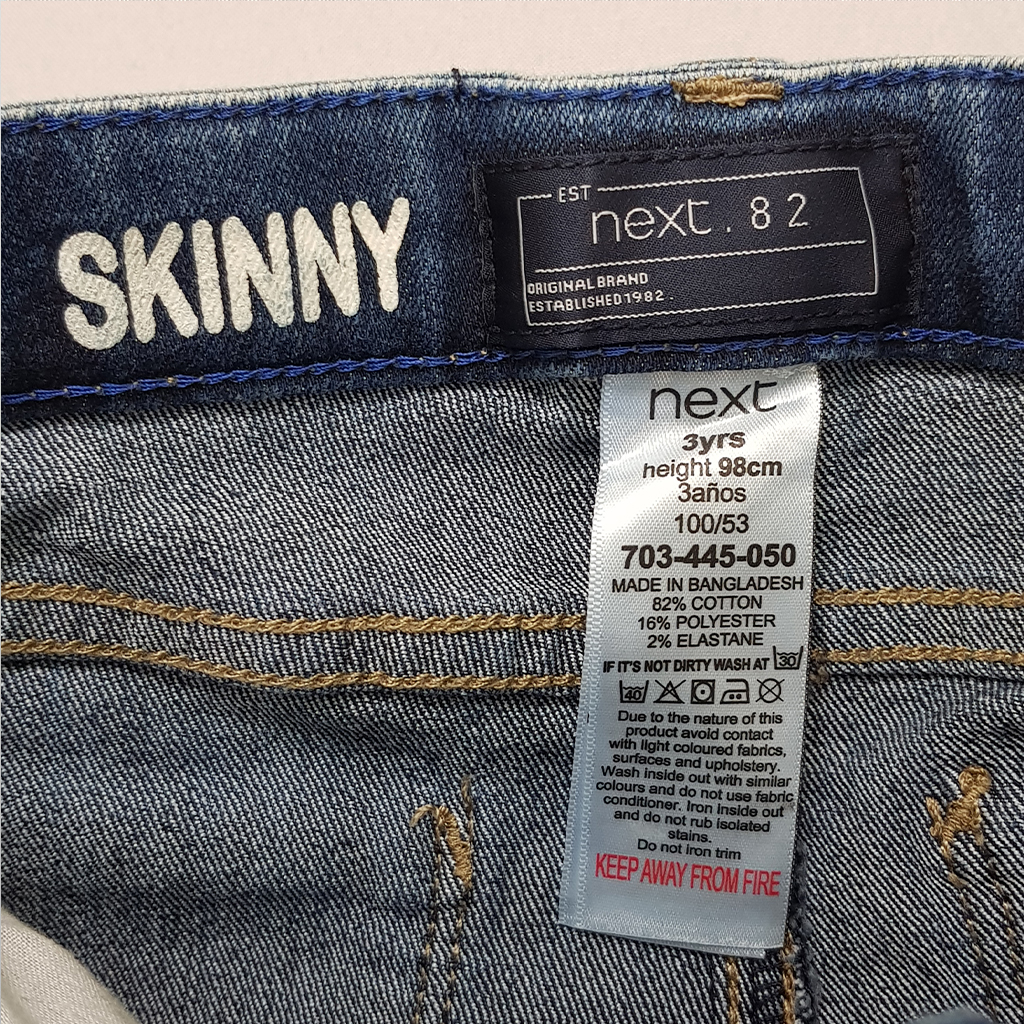 SKINNY
EST
next. 82
ORIGINAL BRAND
ESTABLISHED 1982.
next
3yrs
height 98cm
3años
100/53
703-445-050
MADE IN BANGLADESH
82% COTTON
16% POLYESTER
2% ELASTANE
IF IT'S NOT DIRTY WASH AT 30
40
Due to the nature of this
product avoid contact
with light coloured fabrics,
surfaces and upholstery.
Wash inside out with similar
colours and do not use fabric
conditioner. Iron inside out
and do not rub isolated
stains.
Do not iron trim
KEEP AWAY FROM FIRE